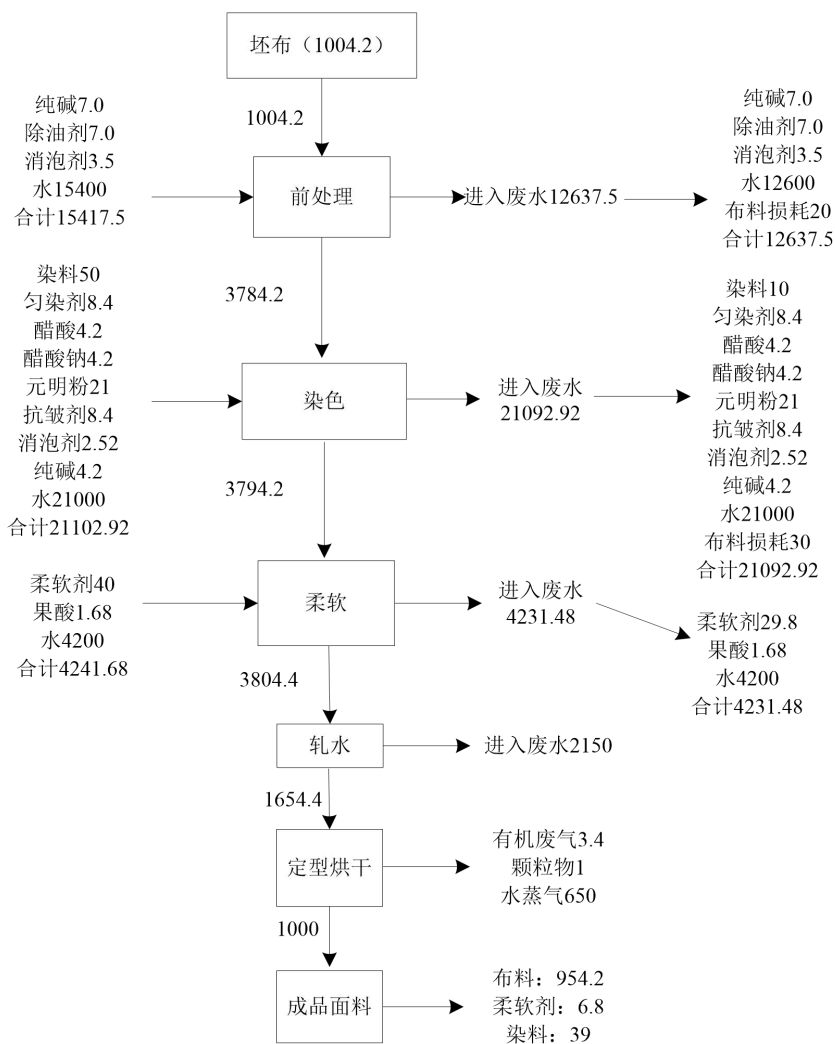 坯布（1004.2）
1004.2
纯碱7.0
除油剂7.0
消泡剂3.5
水15400
合计15417.5
前处理
进入废水12637.5
纯碱7.0
除油剂7.0
消泡剂3.5
水12600
布料损耗20
合计12637.5
3784.2
染料50
匀染剂8.4
醋酸4.2
醋酸钠4.2
元明粉21
抗皱剂8.4
消泡剂2.52
纯碱4.2
水21000
合计21102.92
染色
进入废水
21092.92
染料10
匀染剂8.4
醋酸4.2
醋酸钠4.2
元明粉21
抗皱剂8.4
消泡剂2.52
纯碱4.2
水21000
布料损耗30
合计21092.92
3794.2
柔软剂40
果酸1.68
水4200
合计4241.68
柔软
进入废水
4231.48
柔软剂29.8
果酸1.68
水4200
合计4231.48
3804.4
轧水
进入废水2150
1654.4
定型烘干
有机废气3.4
颗粒物1
水蒸气650
1000
成品面料
布料：954.2
柔软剂：6.8
染料：39